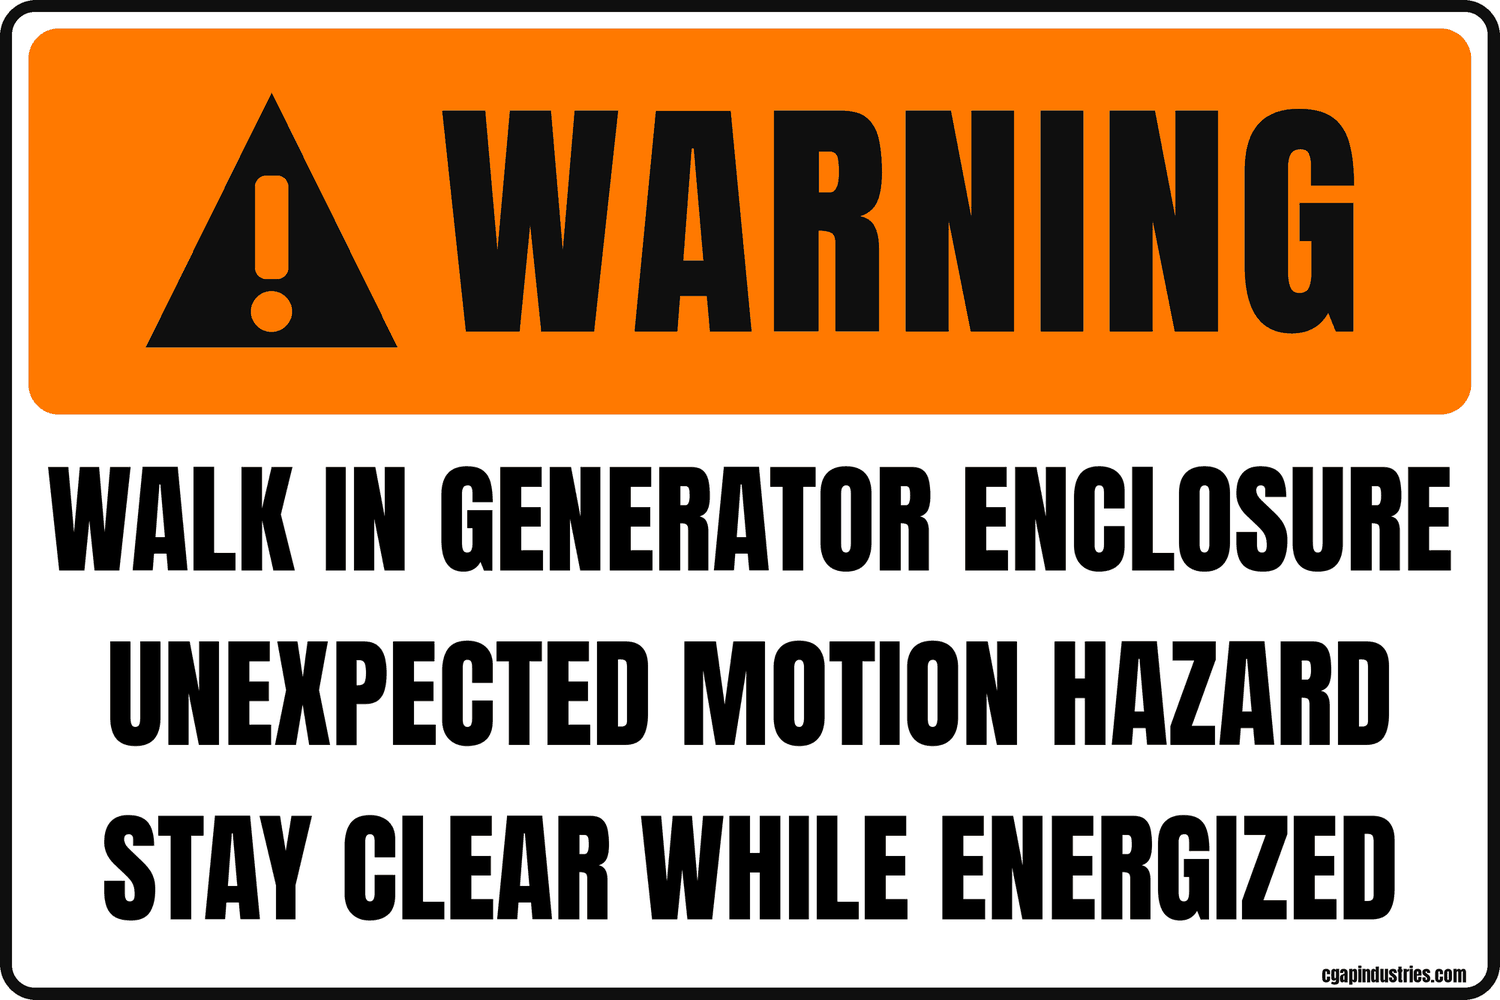 WARNING
WALK IN GENERATOR ENCLOSURE
UNEXPECTED MOTION HAZARD
STAY CLEAR WHILE ENERGIZED
cgapindustries.com